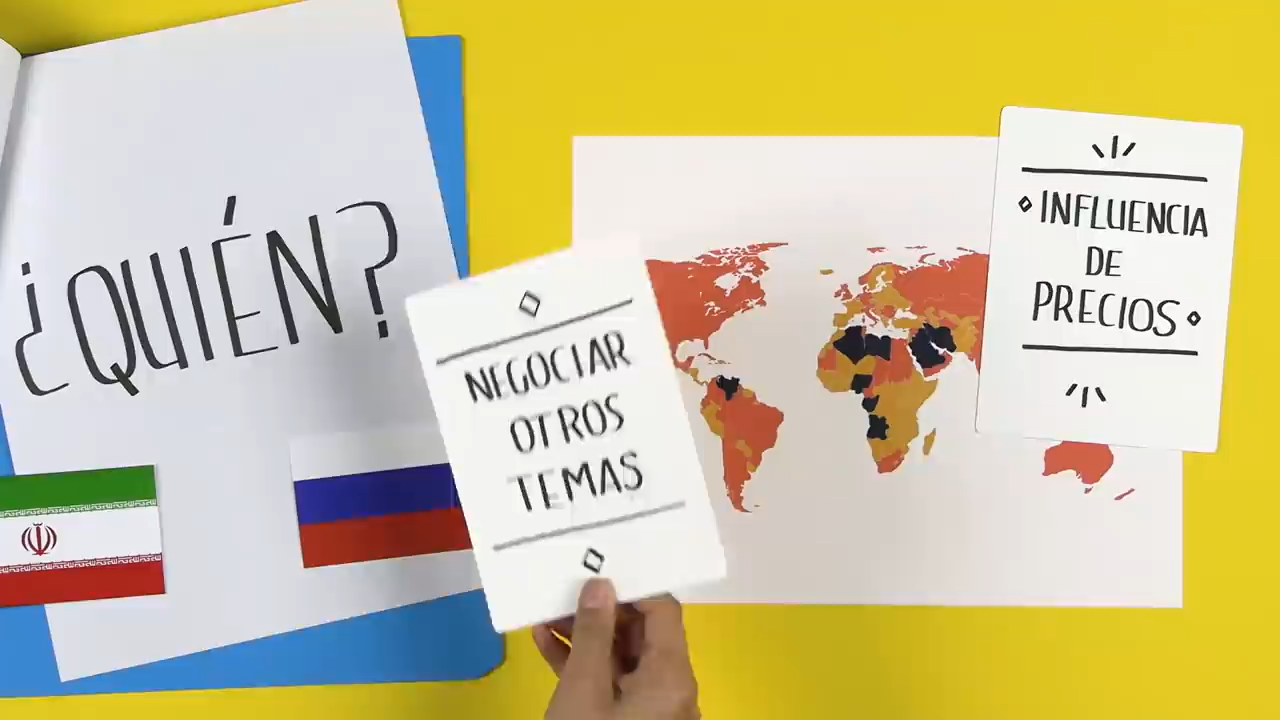 ¿QUIÉN?
NEGOCIAR
OTROS
TEMAS
INFLUENCIA
DE
PRECIOS